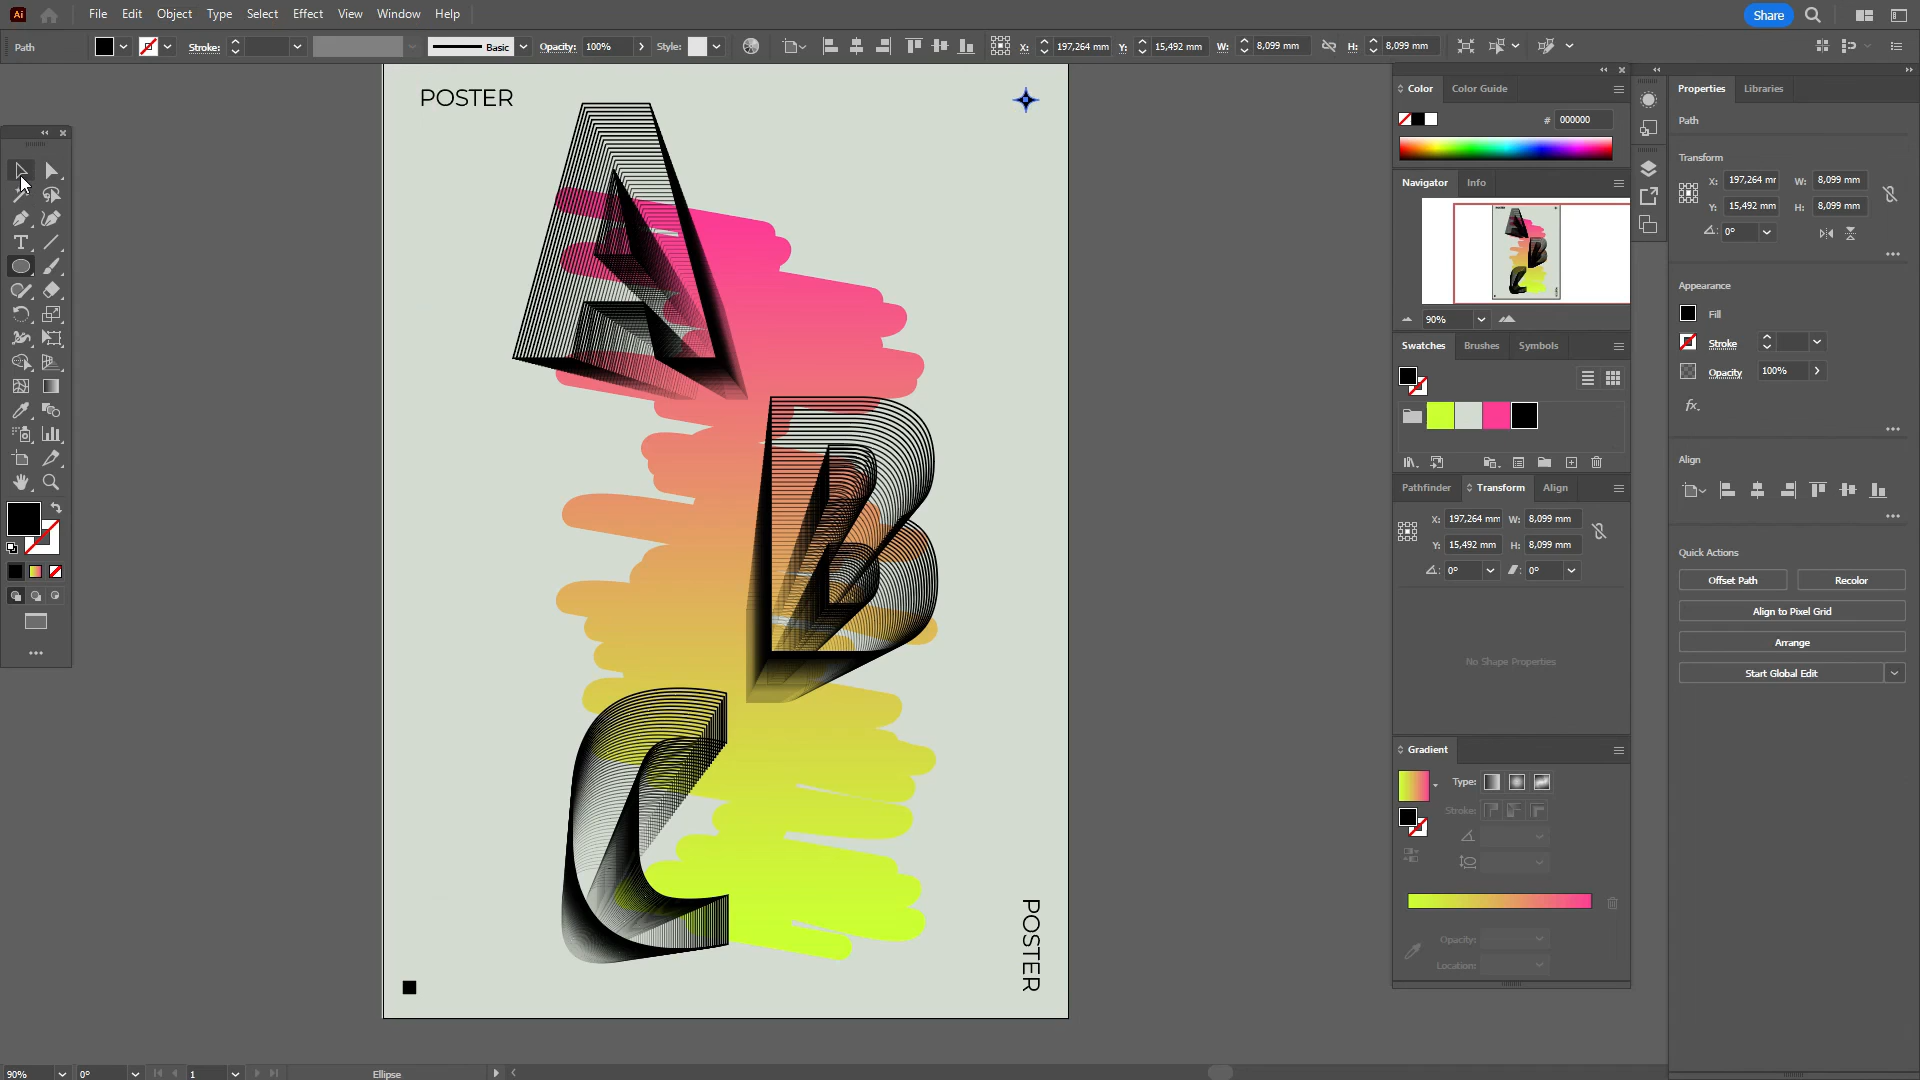 Ai File Edit Object Type Select Effect View Window Help Share
Path Stroke: Basic Opacity: 100% Style: X: 197,264 mm Y: 15,492 mm W: 8,099 mm H: 8,099 mm
POSTER
A
B
C
POSTER
Color Color Guide
# 000000
Navigator Info
90%
Swatches Brushes Symbols
Pathfinder Transform Align
X: 197,264 mm W: 8,099 mm
Y: 15,492 mm H: 8,099 mm
0° 0°
No Shape Properties
Gradient
Type:
Stroke:
Opacity:
Location:
Properties Libraries
Path
Transform
X: 197,264 mr W: 8,099 mm
Y: 15,492 mm H: 8,099 mm
0°
Appearance
Fill
Stroke
Opacity 100%
fx.
Align
Quick Actions
Offset Path Recolor
Align to Pixel Grid
Arrange
Start Global Edit
90% 0° 1 Ellipse